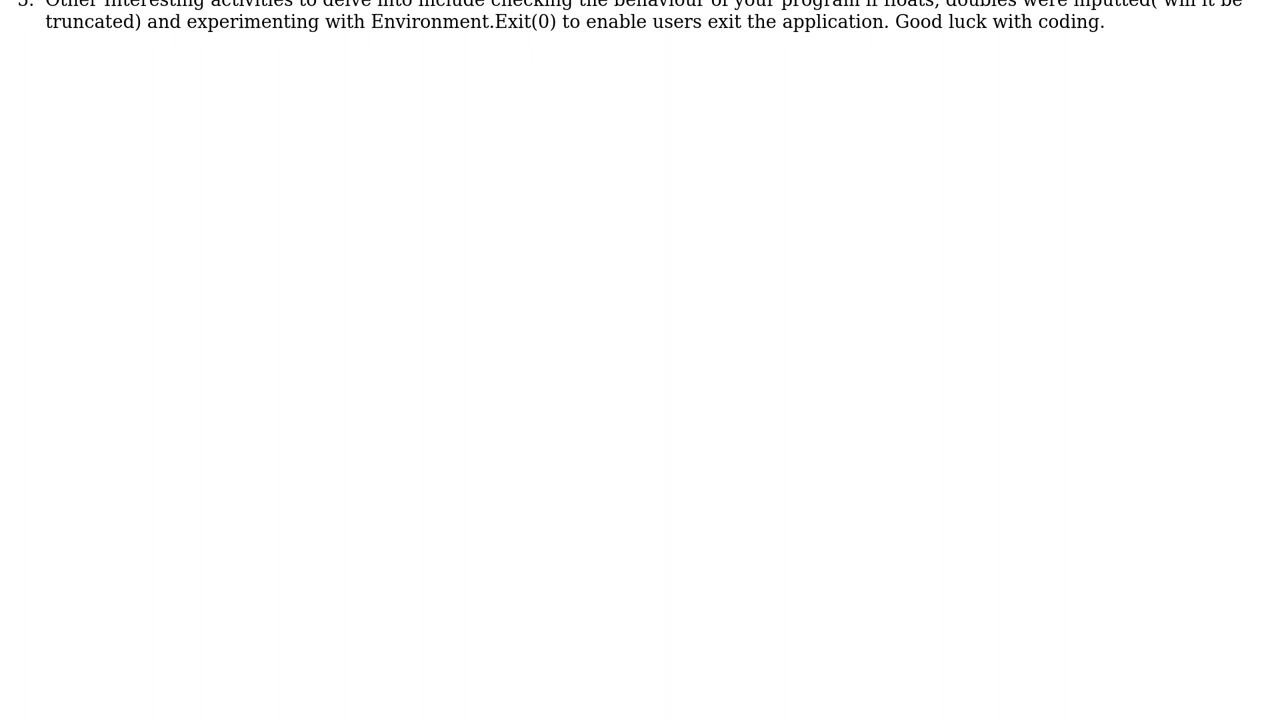 5. Other interesting activities to delve into include checking the behaviour of your program if floats, doubles were inputted( will it be
truncated) and experimenting with Environment.Exit(0) to enable users exit the application. Good luck with coding.